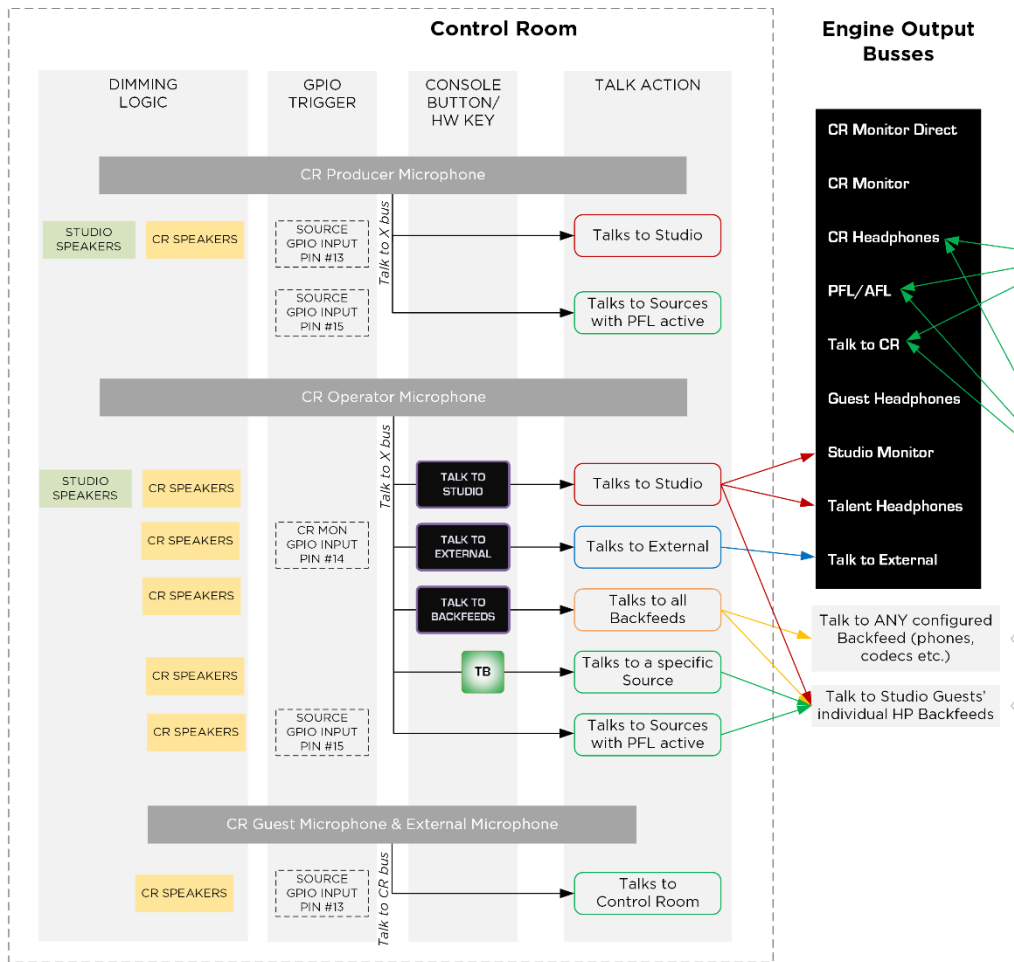 Control Room
Engine Output
Busses
DIMMING
LOGIC
GPIO
TRIGGER
CONSOLE
BUTTON/
HW KEY
TALK ACTION
CR Producer Microphone
Talk to X bus
STUDIO
SPEAKERS
CR SPEAKERS
SOURCE
GPIO INPUT
PIN #13
Talks to Studio
SOURCE
GPIO INPUT
PIN #15
Talks to Sources
with PFL active
CR Operator Microphone
Talk to X bus
STUDIO
SPEAKERS
CR SPEAKERS
TALK TO
STUDIO
Talks to Studio
CR SPEAKERS
CR MON
GPIO INPUT
PIN #14
TALK TO
EXTERNAL
Talks to External
CR SPEAKERS
TALK TO
BACKFEEDS
Talks to all
Backfeeds
CR SPEAKERS
TB
Talks to a specific
Source
CR SPEAKERS
SOURCE
GPIO INPUT
PIN #15
Talks to Sources
with PFL active
CR Guest Microphone & External Microphone
Talk to CR bus
CR SPEAKERS
SOURCE
GPIO INPUT
PIN #13
Talks to
Control Room
CR Monitor Direct
CR Monitor
CR Headphones
PFL/AFL
Talk to CR
Guest Headphones
Studio Monitor
Talent Headphones
Talk to External
Talk to ANY configured
Backfeed (phones,
codecs etc.)
Talk to Studio Guests'
individual HP Backfeeds